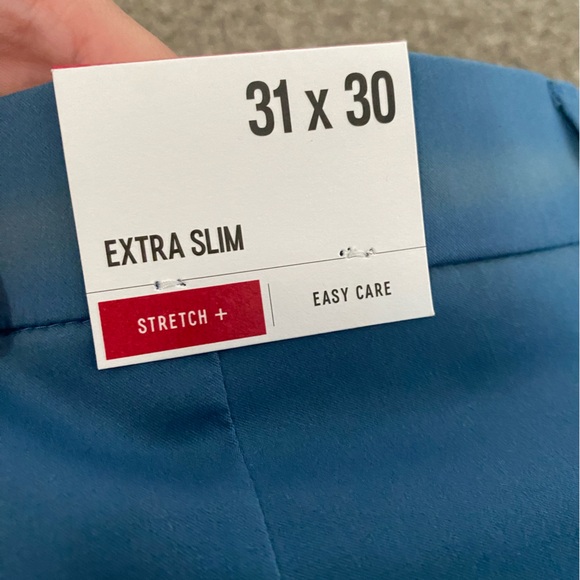 31 x 30
EXTRA SLIM
STRETCH +
EASY CARE